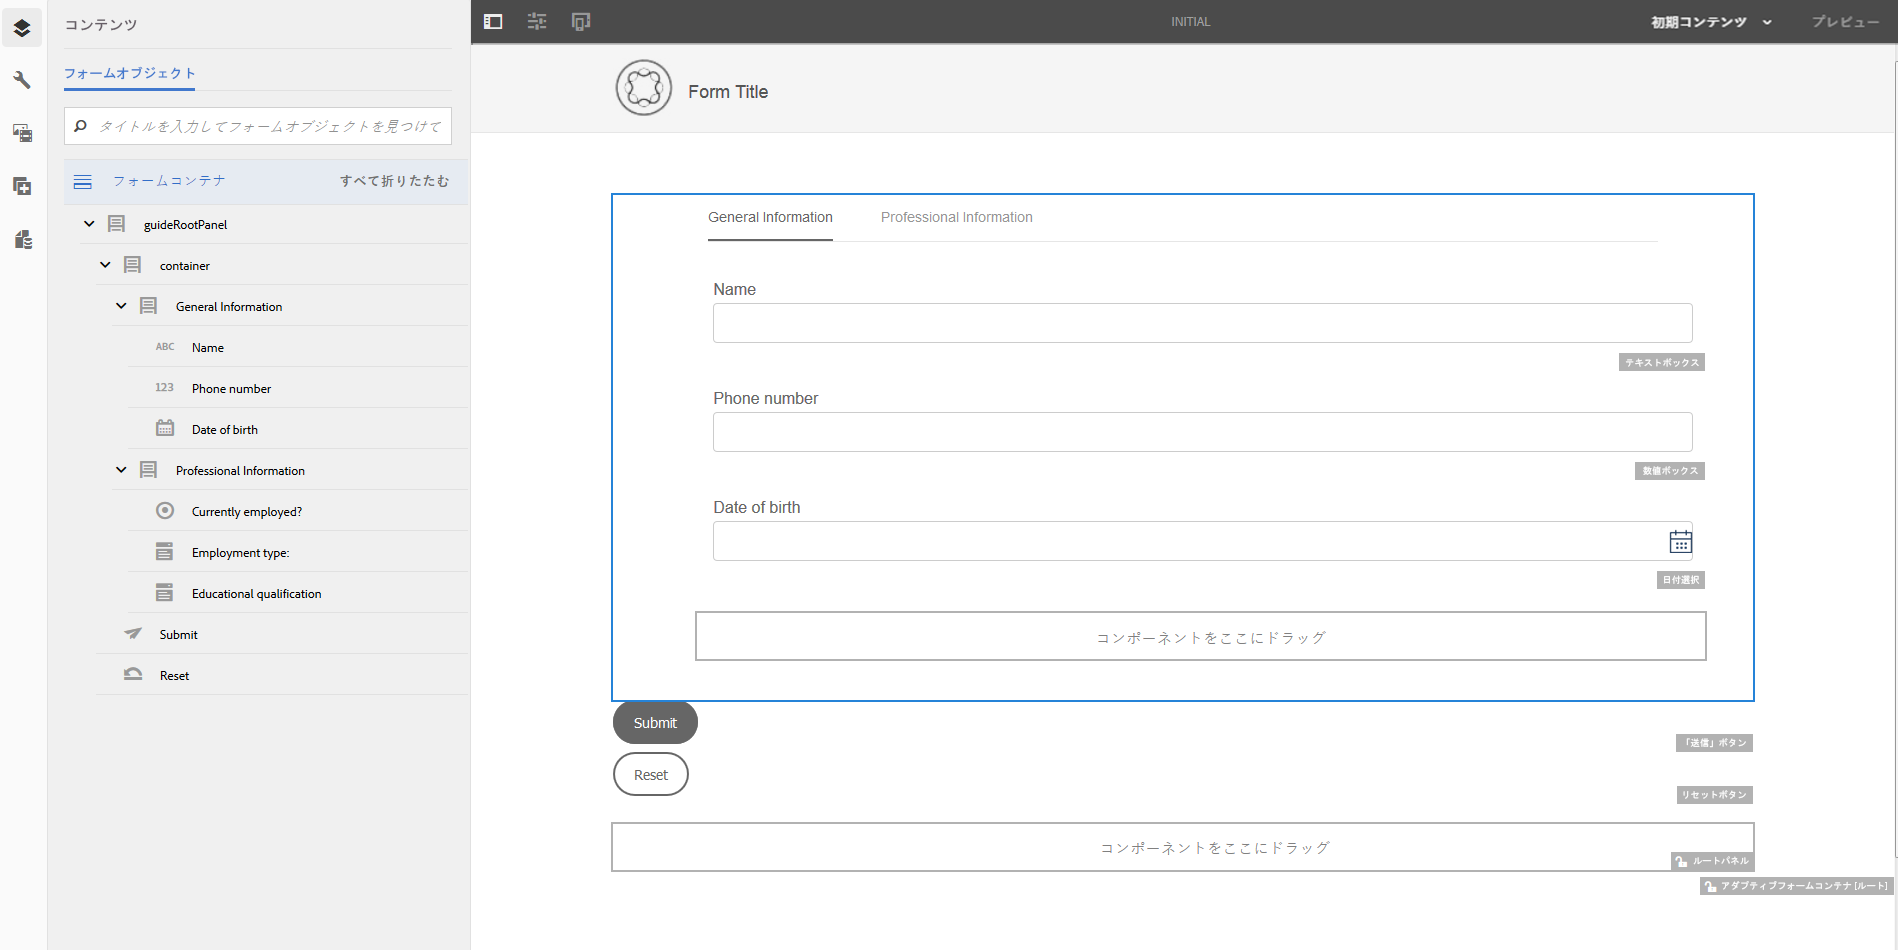 コンテンツ
フォームオブジェクト
タイトルを入力してフォームオブジェクトを見つけて
フォームコンテナ すべて折りたたむ
guideRootPanel
container
General Information
ABC Name
123 Phone number
Date of birth
Professional Information
Currently employed?
Employment type:
Educational qualification
Submit
Reset
INITIAL 初期コンテンツ プレビュー
Form Title
General Information Professional Information
Name
テキストボックス
Phone number
数値ボックス
Date of birth
日付選択
コンポーネントをここにドラッグ
Submit
「送信」ボタン
Reset
リセットボタン
コンポーネントをここにドラッグ
ルートパネル
アダプティブフォームコンテナ [ルート]